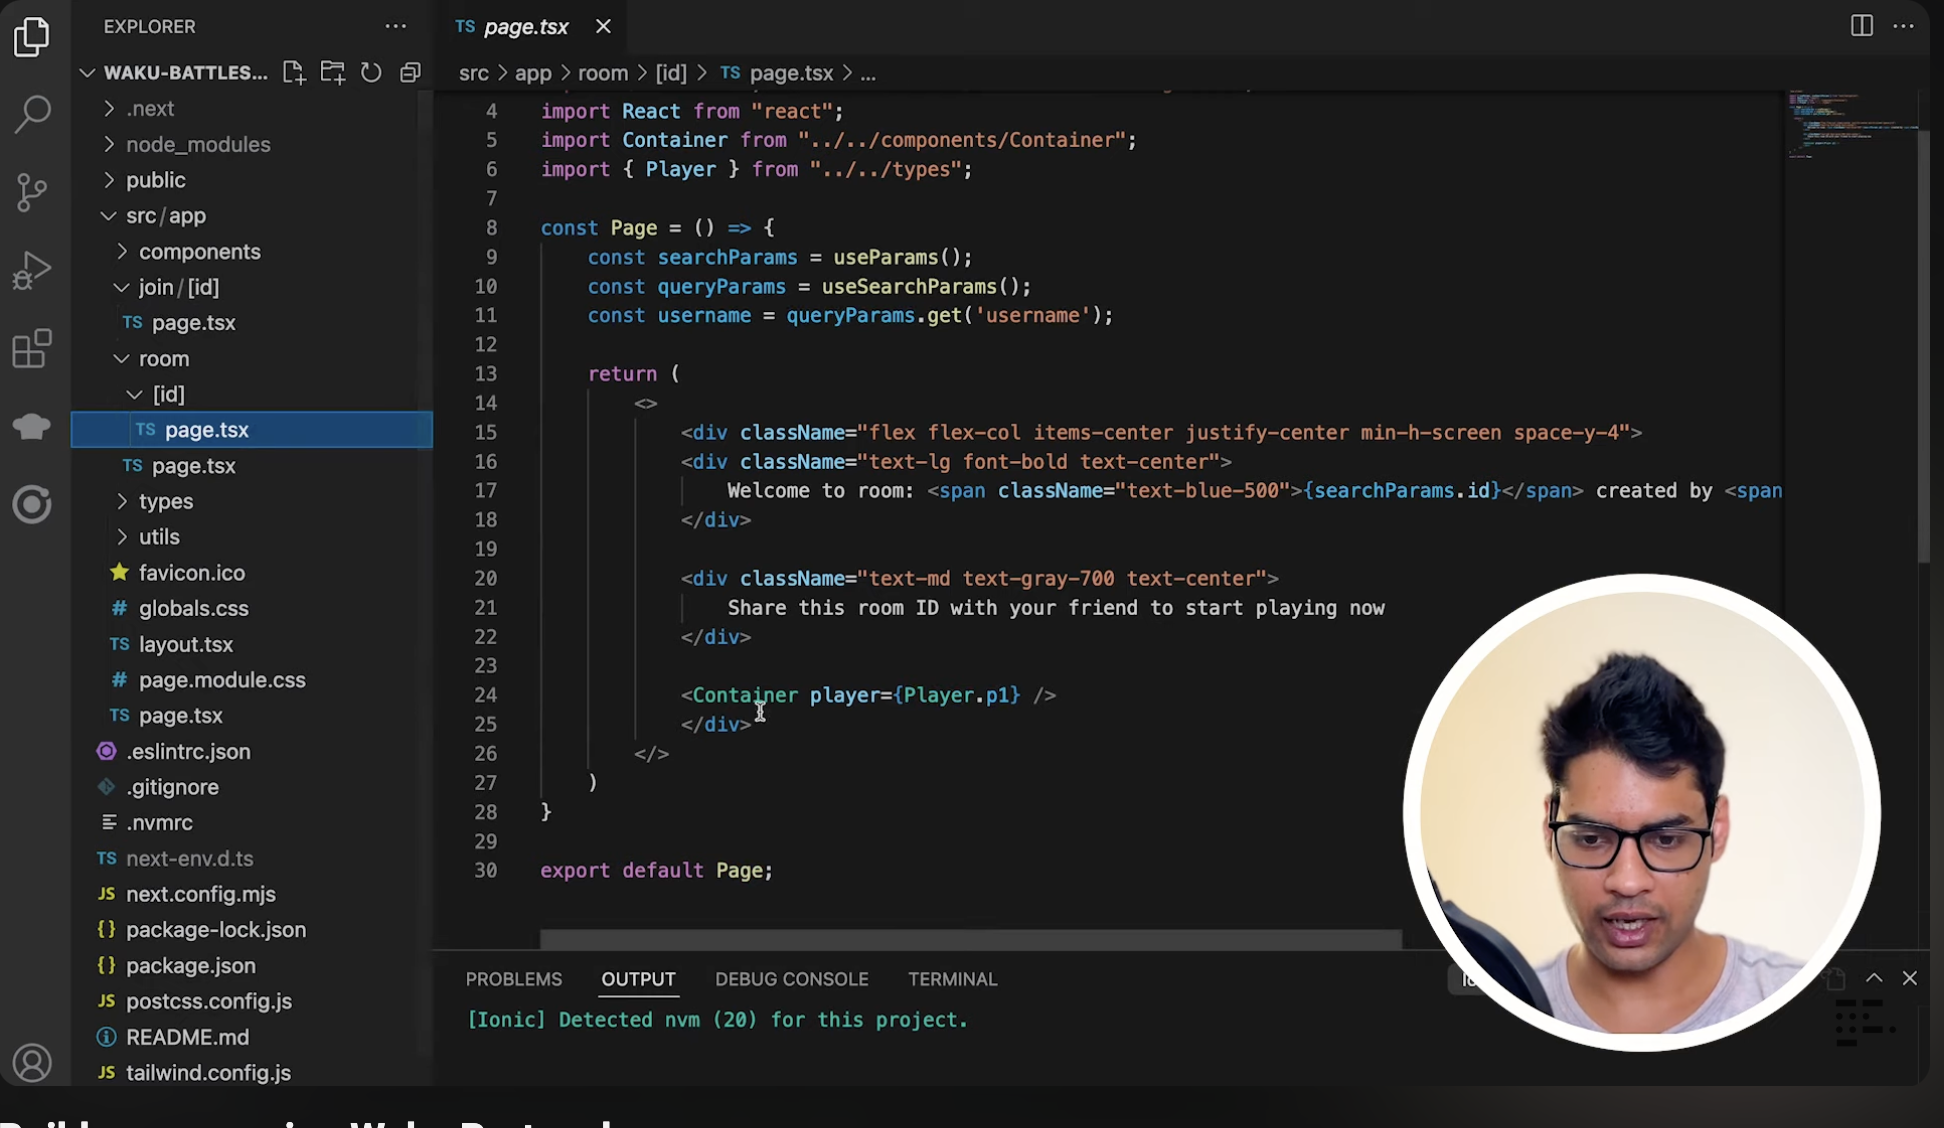 EXPLORER
WAKU-BATTLES...
.next
node_modules
public
src/app
components
join/[id]
TS page.tsx
room
[id]
TS page.tsx
TS page.tsx
types
utils
favicon.ico
# globals.css
TS layout.tsx
# page.module.css
TS page.tsx
.eslintrc.json
.gitignore
.nvmrc
TS next-env.d.ts
JS next.config.mjs
{} package-lock.json
{} package.json
JS postcss.config.js
README.md
JS tailwind.config.js
TS page.tsx
src > app > room > [id] > TS page.tsx > ...
4 import React from "react";
5 import Container from "../../components/Container";
6 import { Player } from "../../types";
7
8 const Page = () => {
9 const searchParams = useParams();
10 const queryParams = useSearchParams();
11 const username = queryParams.get('username');
12
13 return (
14 <>
15 <div className="flex flex-col items-center justify-center min-h-screen space-y-4">
16 <div className="text-lg font-bold text-center">
17 Welcome to room: <span className="text-blue-500">{searchParams.id}</span> created by <span
18 </div>
19
20 <div className="text-md text-gray-700 text-center">
21 Share this room ID with your friend to start playing now
22 </div>
23
24 <Container player={Player.p1} />
25 </div>
26 </>
27 )
28 }
29
30 export default Page;
PROBLEMS OUTPUT DEBUG CONSOLE TERMINAL
[Ionic] Detected nvm (20) for this project.